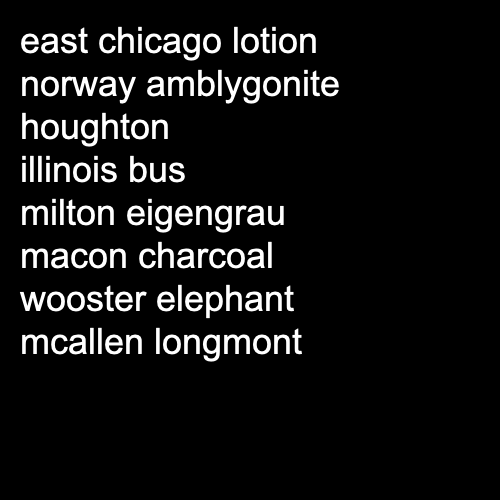 east chicago lotion
norway amblygonite
houghton
illinois bus
milton eigengrau
macon charcoal
wooster elephant
mcallen longmont